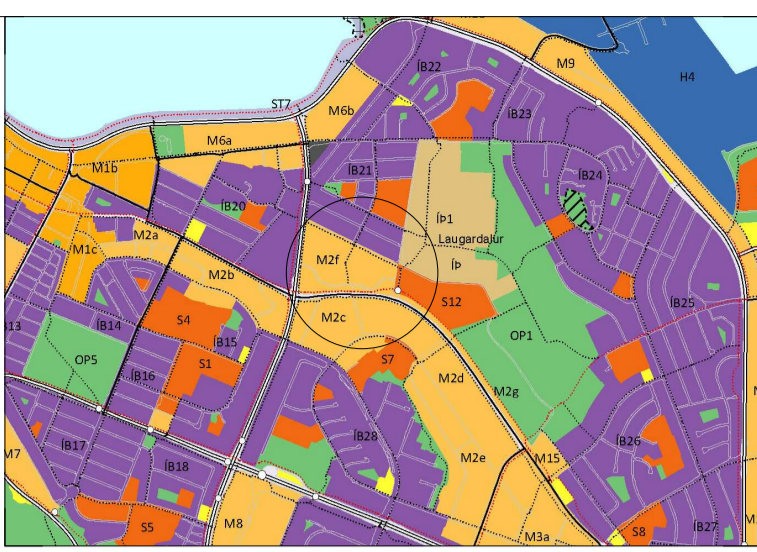 M9
ÍB22
H4
ST7
M6b
ÍB23
M6a
M1b
ÍB21
ÍB24
ÍB20
ÍÞ1
Laugardalur
M2a
M1c
M2f
ÍÞ
M2b
S12
ÍB25
M2c
S4
ÍB14
ÍB15
OP1
OP5
S1
S7
ÍB16
M2d
M2g
ÍB28
ÍB26
ÍB17
M7
M2e
M15
ÍB18
S5
M8
M3a
S8
ÍB27